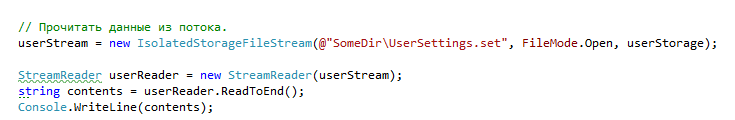 // Прочитать данные из потока.
userStream = new IsolatedStorageFileStream(@"SomeDir\UserSettings.set", FileMode.Open, userStorage);
StreamReader userReader = new StreamReader(userStream);
string contents = userReader.ReadToEnd();
Console.WriteLine(contents);